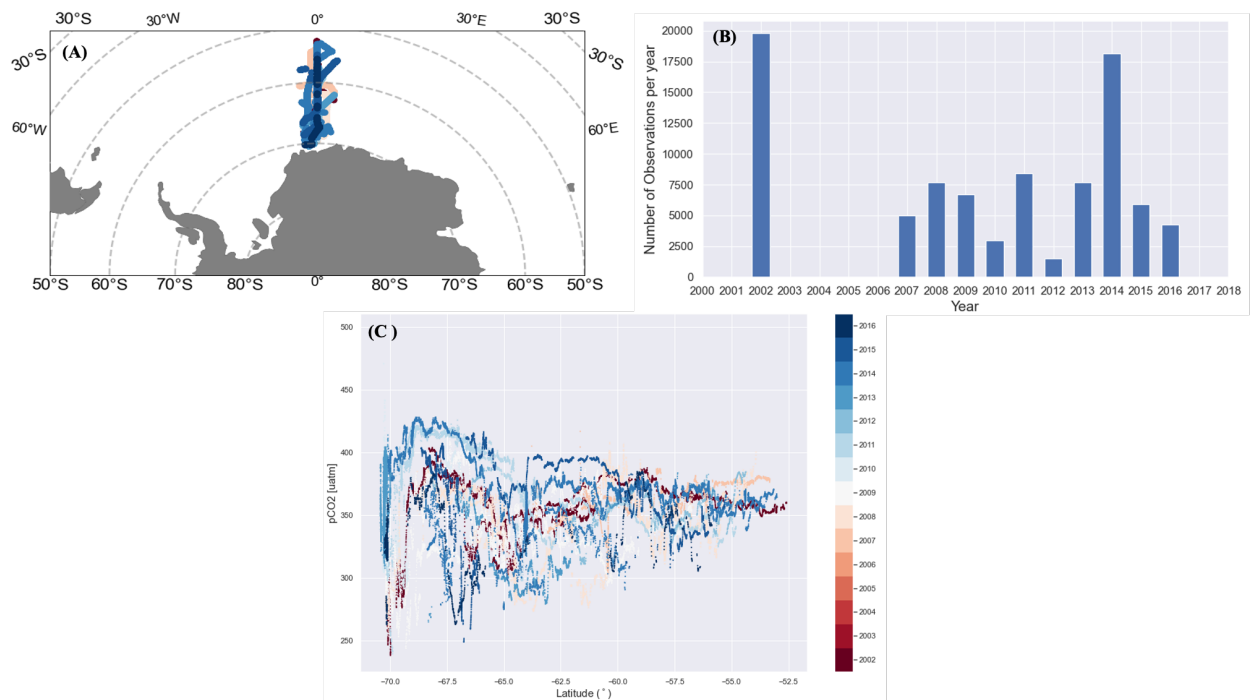 30°S 30°W 0° 30°E 30°S
(A)
30°S 30°S
60°W 60°E
50°S 60°S 70°S 80°S 0° 80°S 70°S 60°S 50°S
(B)
Number of Observations per year
20000
17500
15000
12500
10000
7500
5000
2500
0
2000 2001 2002 2003 2004 2005 2006 2007 2008 2009 2010 2011 2012 2013 2014 2015 2016 2017 2018
Year
(C )
pCO2 [uatm]
500
450
400
350
300
250
−70.0 −67.5 −65.0 −62.5 −60.0 −57.5 −55.0 −52.5
Latitude ( ˚ )
2016
2015
2014
2013
2012
2011
2010
2009
2008
2007
2006
2005
2004
2003
2002